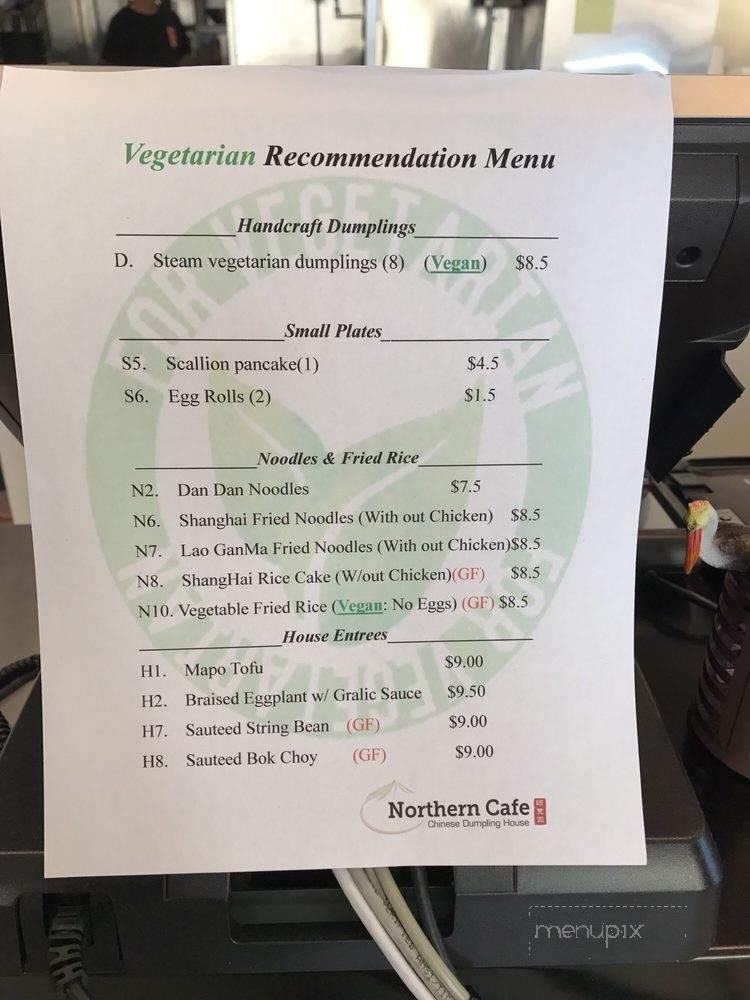 Vegetarian Recommendation Menu
Handcraft Dumplings
D. Steam vegetarian dumplings (8) (Vegan) $8.5
Small Plates
S5. Scallion pancake(1) $4.5
S6. Egg Rolls (2) $1.5
Noodles & Fried Rice
N2. Dan Dan Noodles $7.5
N6. Shanghai Fried Noodles (With out Chicken) $8.5
N7. Lao GanMa Fried Noodles (With out Chicken)$8.5
N8. ShangHai Rice Cake (W/out Chicken)(GF) $8.5
N10. Vegetable Fried Rice (Vegan: No Eggs) (GF) $8.5
House Entrees
H1. Mapo Tofu $9.00
H2. Braised Eggplant w/ Gralic Sauce $9.50
H7. Sauteed String Bean (GF) $9.00
H8. Sauteed Bok Choy (GF) $9.00
FOR VEGETARIAN
FOR VEGETARIAN
Northern Cafe
Chinese Dumpling House
menupix